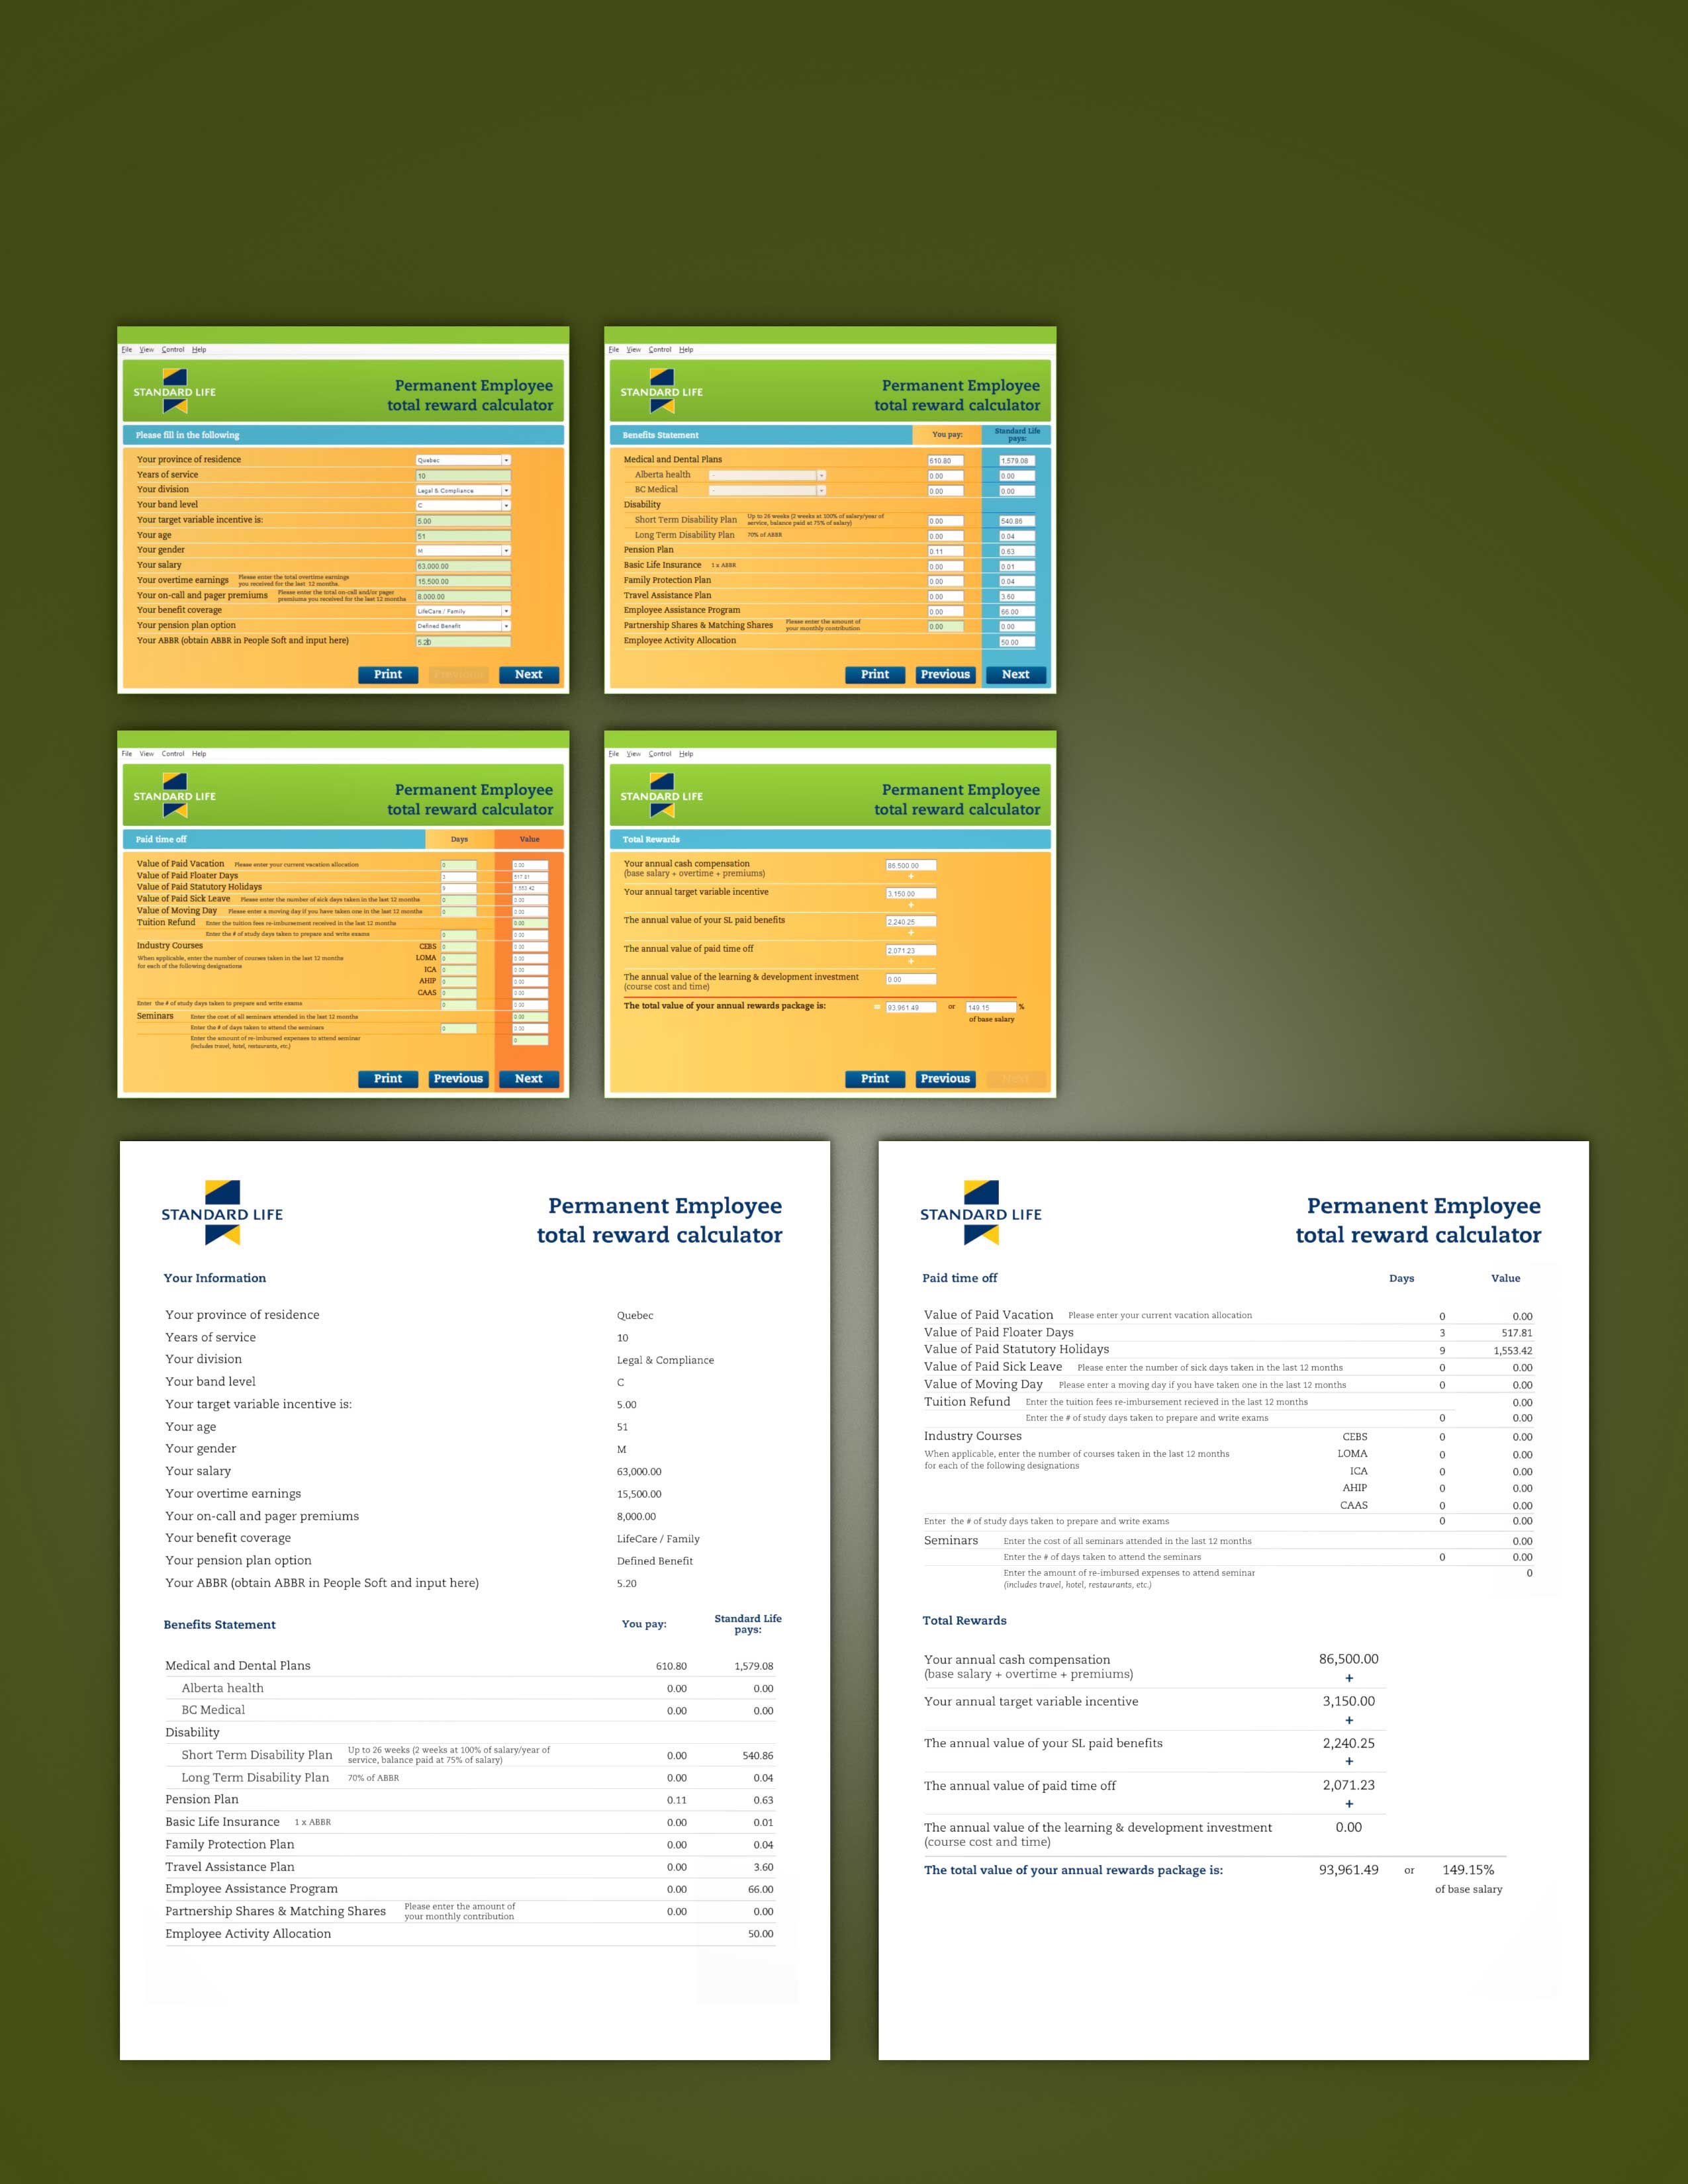 File View Control Help
STANDARD LIFE
Permanent Employee
total reward calculator
Please fill in the following
Your province of residence Quebec
Years of service 10
Your division Legal & Compliance
Your band level C
Your target variable incentive is: 5.00
Your age 51
Your gender M
Your salary 63,000.00
Your overtime earnings Please enter the total overtime earnings
you received for the last 12 months. 15,500.00
Your on-call and pager premiums Please enter the total on-call and/or pager
premiums you received for the last 12 months 8,000.00
Your benefit coverage LifeCare / Family
Your pension plan option Defined Benefit
Your ABBR (obtain ABBR in People Soft and input here) 5.20
Print Next
File View Control Help
STANDARD LIFE
Permanent Employee
total reward calculator
Benefits Statement You pay: Standard Life
pays:
Medical and Dental Plans 610.80 1,579.08
Alberta health - 0.00 0.00
BC Medical - 0.00 0.00
Disability
Short Term Disability Plan Up to 26 weeks (2 weeks at 100% of salary/year of
service, balance paid at 75% of salary) 0.00 540.86
Long Term Disability Plan 70% of ABBR 0.00 0.04
Pension Plan 0.11 0.63
Basic Life Insurance 1 x ABBR 0.00 0.01
Family Protection Plan 0.00 0.04
Travel Assistance Plan 0.00 3.60
Employee Assistance Program 0.00 66.00
Partnership Shares & Matching Shares Please enter the amount of
your monthly contribution 0.00 0.00
Employee Activity Allocation 50.00
Print Previous Next
File View Control Help
STANDARD LIFE
Permanent Employee
total reward calculator
Paid time off Days Value
Value of Paid Vacation Please enter your current vacation allocation 0 0.00
Value of Paid Floater Days 3 517.81
Value of Paid Statutory Holidays 9 1,553.42
Value of Paid Sick Leave Please enter the number of sick days taken in the last 12 months 0 0.00
Value of Moving Day Please enter a moving day if you have taken one in the last 12 months 0 0.00
Tuition Refund Enter the tuition fees re-imbursement received in the last 12 months 0.00
Enter the # of study days taken to prepare and write exams 0 0.00
Industry Courses CEBS 0 0.00
When applicable, enter the number of courses taken in the last 12 months LOMA 0 0.00
for each of the following designations
ICA 0 0.00
AHIP 0 0.00
CAAS 0 0.00
Enter the # of study days taken to prepare and write exams 0 0.00
Seminars Enter the cost of all seminars attended in the last 12 months 0.00
Enter the # of days taken to attend the seminars 0 0.00
Enter the amount of re-imbursed expenses to attend seminar 0
(includes travel, hotel, restaurants, etc.)
Print Previous Next
File View Control Help
STANDARD LIFE
Permanent Employee
total reward calculator
Total Rewards
Your annual cash compensation 86,500.00
(base salary + overtime + premiums)
+
Your annual target variable incentive 3,150.00
The annual value of your SL paid benefits 2,240.25
+
The annual value of paid time off 2,071.23
+
The annual value of the learning & development investment 0.00
(course cost and time)
The total value of your annual rewards package is: = 93,961.49 or 149.15 %
of base salary
Print Previous
STANDARD LIFE
Permanent Employee
total reward calculator
Your Information
Your province of residence Quebec
Years of service 10
Your division Legal & Compliance
Your band level C
Your target variable incentive is: 5.00
Your age 51
Your gender M
Your salary 63,000.00
Your overtime earnings 15,500.00
Your on-call and pager premiums 8,000.00
Your benefit coverage LifeCare / Family
Your pension plan option Defined Benefit
Your ABBR (obtain ABBR in People Soft and input here) 5.20
Benefits Statement You pay: Standard Life
pays:
Medical and Dental Plans 610.80 1,579.08
Alberta health 0.00 0.00
BC Medical 0.00 0.00
Disability
Short Term Disability Plan Up to 26 weeks (2 weeks at 100% of salary/year of
service, balance paid at 75% of salary) 0.00 540.86
Long Term Disability Plan 70% of ABBR 0.00 0.04
Pension Plan 0.11 0.63
Basic Life Insurance 1 x ABBR 0.00 0.01
Family Protection Plan 0.00 0.04
Travel Assistance Plan 0.00 3.60
Employee Assistance Program 0.00 66.00
Partnership Shares & Matching Shares Please enter the amount of
your monthly contribution 0.00 0.00
Employee Activity Allocation 50.00
STANDARD LIFE
Permanent Employee
total reward calculator
Paid time off Days Value
Value of Paid Vacation Please enter your current vacation allocation 0 0.00
Value of Paid Floater Days 3 517.81
Value of Paid Statutory Holidays 9 1,553.42
Value of Paid Sick Leave Please enter the number of sick days taken in the last 12 months 0 0.00
Value of Moving Day Please enter a moving day if you have taken one in the last 12 months 0 0.00
Tuition Refund Enter the tuition fees re-imbursement recieved in the last 12 months 0.00
Enter the # of study days taken to prepare and write exams 0 0.00
Industry Courses CEBS 0 0.00
When applicable, enter the number of courses taken in the last 12 months LOMA 0 0.00
for each of the following designations
ICA 0 0.00
AHIP 0 0.00
CAAS 0 0.00
Enter the # of study days taken to prepare and write exams 0 0.00
Seminars Enter the cost of all seminars attended in the last 12 months 0.00
Enter the # of days taken to attend the seminars 0 0.00
Enter the amount of re-imbursed expenses to attend seminar 0
(includes travel, hotel, restaurants, etc.)
Total Rewards
Your annual cash compensation 86,500.00
(base salary + overtime + premiums)
+
Your annual target variable incentive 3,150.00
+
The annual value of your SL paid benefits 2,240.25
+
The annual value of paid time off 2,071.23
+
The annual value of the learning & development investment 0.00
(course cost and time)
The total value of your annual rewards package is: 93,961.49 or 149.15%
of base salary